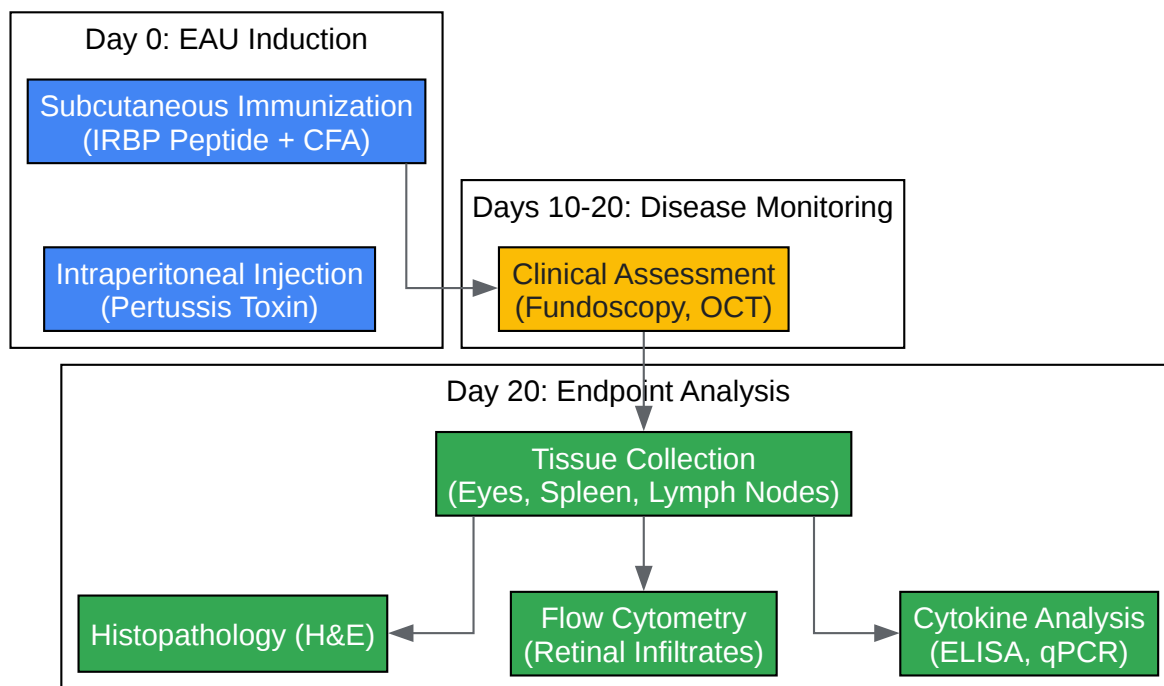 Day 0: EAU Induction
Subcutaneous Immunization
(IRBP Peptide + CFA)
Intraperitoneal Injection
(Pertussis Toxin)
Days 10-20: Disease Monitoring
Clinical Assessment
(Fundoscopy, OCT)
Day 20: Endpoint Analysis
Tissue Collection
(Eyes, Spleen, Lymph Nodes)
Histopathology (H&E)
Flow Cytometry
(Retinal Infiltrates)
Cytokine Analysis
(ELISA, qPCR)